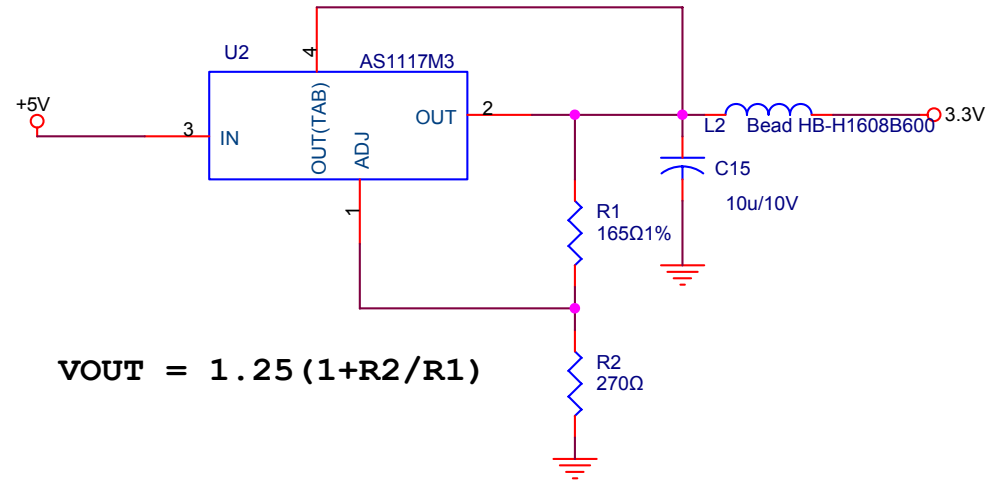 U2
4
AS1117M3
+5V
3
IN
OUT(TAB)
ADJ
OUT
2
1
L2
Bead HB-H1608B600
3.3V
C15
10u/10V
R1
165Ω1%
R2
270Ω
VOUT = 1.25(1+R2/R1)